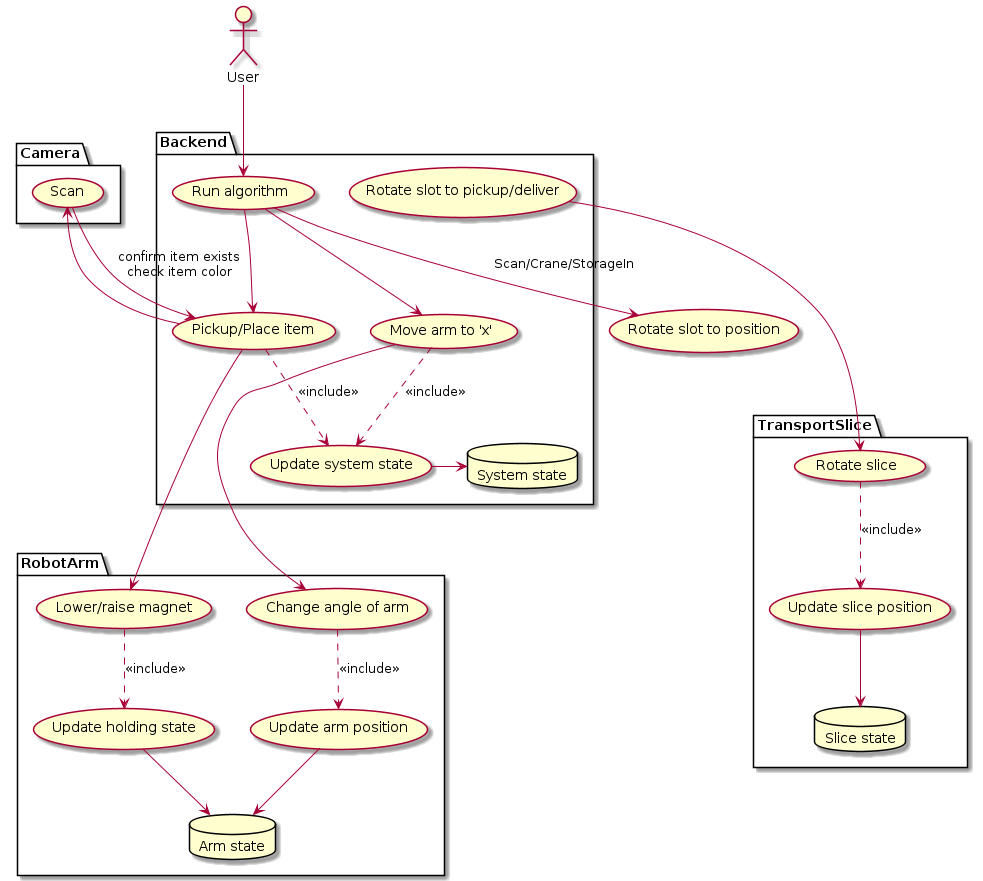 User
Backend
Camera
Scan
Run algorithm
Rotate slot to pickup/deliver
confirm item exists
check item color
Scan/Crane/StorageIn
Pickup/Place item
Move arm to 'x'
Rotate slot to position
«include»
«include»
TransportSlice
Update system state
System state
Rotate slice
«include»
RobotArm
Lower/raise magnet
Change angle of arm
Update slice position
«include»
«include»
Update holding state
Update arm position
Slice state
Arm state